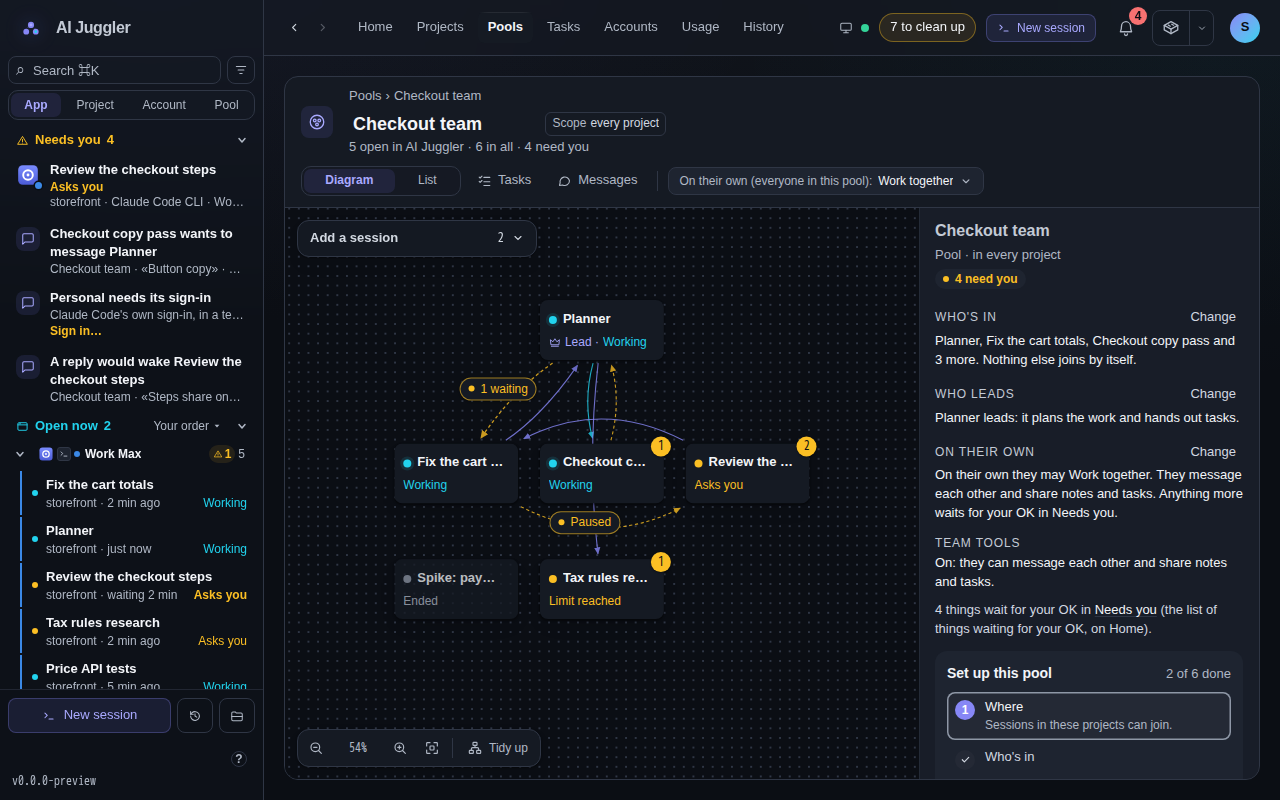 AI Juggler
Search ⌘K
App
Project
Account
Pool
Needs you 4
Review the checkout steps
Asks you
storefront · Claude Code CLI · Wo…
Checkout copy pass wants to
message Planner
Checkout team · «Button copy» · …
Personal needs its sign-in
Claude Code's own sign-in, in a te…
Sign in…
A reply would wake Review the
checkout steps
Checkout team · «Steps share on…
Open now 2
Your order
Work Max
1
5
Fix the cart totals
storefront · 2 min ago
Working
Planner
storefront · just now
Working
Review the checkout steps
storefront · waiting 2 min
Asks you
Tax rules research
storefront · 2 min ago
Asks you
Price API tests
storefront · 5 min ago
Working
New session
?
v0.0.0-preview
Home
Projects
Pools
Tasks
Accounts
Usage
History
7 to clean up
New session
4
S
Pools › Checkout team
Checkout team
Scope every project
5 open in AI Juggler · 6 in all · 4 need you
Diagram
List
Tasks
Messages
On their own (everyone in this pool): Work together
Add a session
2
Planner
Lead · Working
1 waiting
Fix the cart …
Working
1
Checkout c…
Working
2
Review the …
Asks you
Paused
Spike: pay…
Ended
1
Tax rules re…
Limit reached
54%
Tidy up
Checkout team
Pool · in every project
4 need you
WHO'S IN
Change
Planner, Fix the cart totals, Checkout copy pass and
3 more. Nothing else joins by itself.
WHO LEADS
Change
Planner leads: it plans the work and hands out tasks.
ON THEIR OWN
Change
On their own they may Work together. They message
each other and share notes and tasks. Anything more
waits for your OK in Needs you.
TEAM TOOLS
On: they can message each other and share notes
and tasks.
4 things wait for your OK in Needs you (the list of
things waiting for your OK, on Home).
Set up this pool
2 of 6 done
1
Where
Sessions in these projects can join.
Who's in